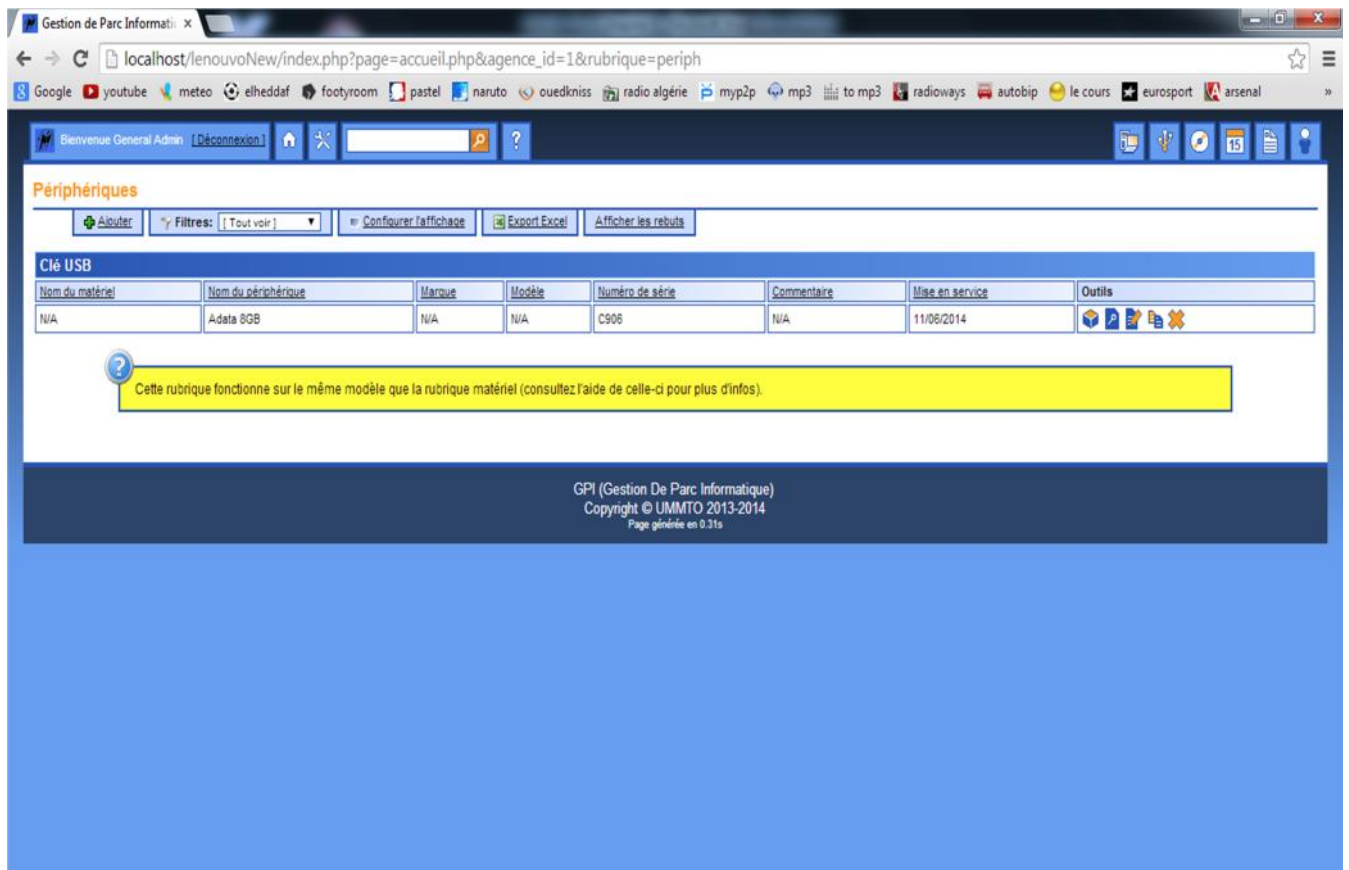 Gestion de Parc Informati
localhost/lenouvoNew/index.php?page=accueil.php&agence_id=1&rubrique=periph
Google youtube meteo elheddaf footyroom pastel naruto ouedkniss radio algérie myp2p mp3 to mp3 radioways autobip le cours eurosport arsenal »
Bienvenue General Admin [Déconnexion] ? 15
Périphériques
Ajouter Filtres: [ Tout voir ] Configurer l'affichage Export Excel Afficher les rebuts
Clé USB
Nom du matériel Nom du périphérique Marque Modèle Numéro de série Commentaire Mise en service Outils
N/A Adata 8GB N/A N/A C906 N/A 11/06/2014
?
Cette rubrique fonctionne sur le même modèle que la rubrique matériel (consultez l'aide de celle-ci pour plus d'infos).
GPI (Gestion De Parc Informatique)
Copyright © UMMTO 2013-2014
Page générée en 0.31s